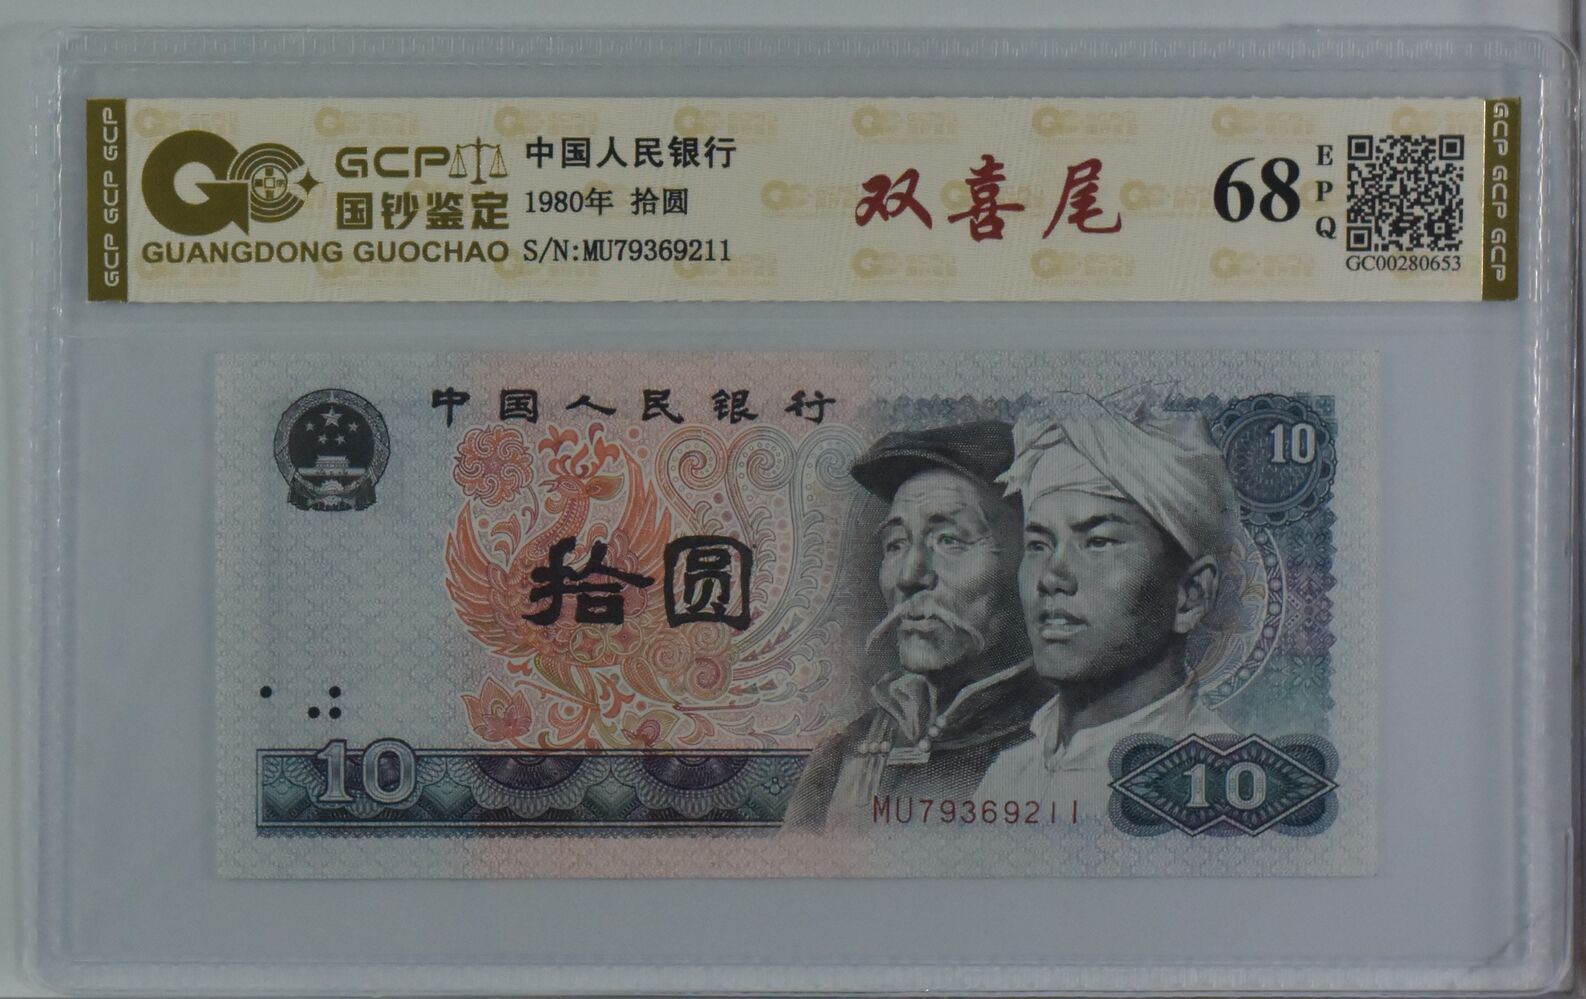 GCP GCP GCP
GCP
国钞鉴定
GUANGDONG GUOCHAO
中国人民银行
1980年 拾圆
S/N:MU79369211
双喜尾
68
EPQ
GC00280653
GCP GCP GCP
中国人民银行
10
拾圆
10
MU79369211
10